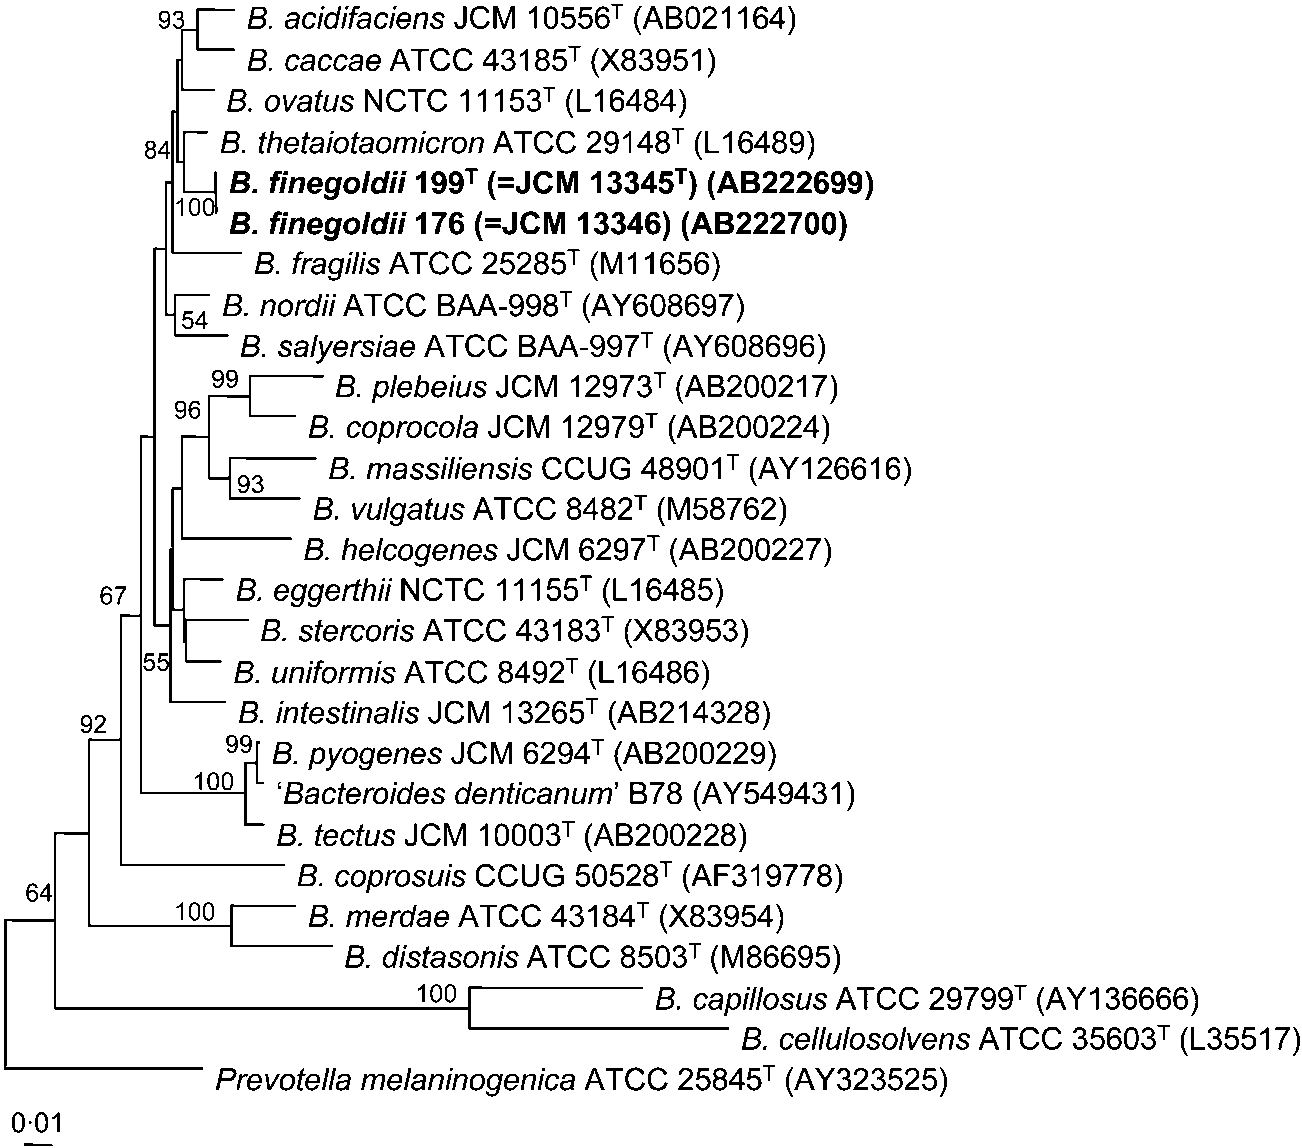 93
B. acidifaciens JCM 10556T (AB021164)
B. caccae ATCC 43185T (X83951)
B. ovatus NCTC 11153T (L16484)
84
B. thetaiotaomicron ATCC 29148T (L16489)
B. finegoldii 199T (=JCM 13345T) (AB222699)
100
B. finegoldii 176 (=JCM 13346) (AB222700)
B. fragilis ATCC 25285T (M11656)
B. nordii ATCC BAA-998T (AY608697)
54
B. salyersiae ATCC BAA-997T (AY608696)
99
B. plebeius JCM 12973T (AB200217)
96
B. coprocola JCM 12979T (AB200224)
B. massiliensis CCUG 48901T (AY126616)
93
B. vulgatus ATCC 8482T (M58762)
B. helcogenes JCM 6297T (AB200227)
B. eggerthii NCTC 11155T (L16485)
67
B. stercoris ATCC 43183T (X83953)
55
B. uniformis ATCC 8492T (L16486)
B. intestinalis JCM 13265T (AB214328)
92
99
B. pyogenes JCM 6294T (AB200229)
100
‘Bacteroides denticanum’ B78 (AY549431)
B. tectus JCM 10003T (AB200228)
B. coprosuis CCUG 50528T (AF319778)
64
100
B. merdae ATCC 43184T (X83954)
B. distasonis ATCC 8503T (M86695)
100
B. capillosus ATCC 29799T (AY136666)
B. cellulosolvens ATCC 35603T (L35517)
Prevotella melaninogenica ATCC 25845T (AY323525)
0·01